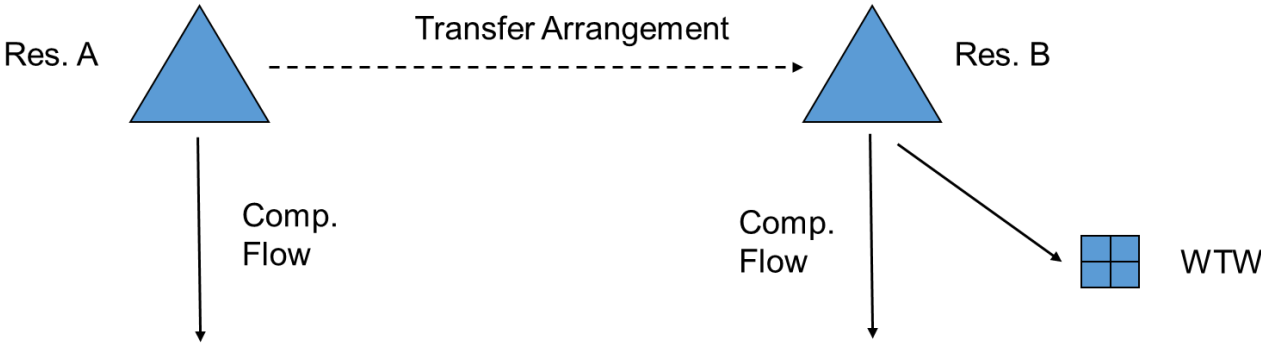 Transfer Arrangement
Res. A
Res. B
Comp.
Flow
Comp.
Flow
WTW